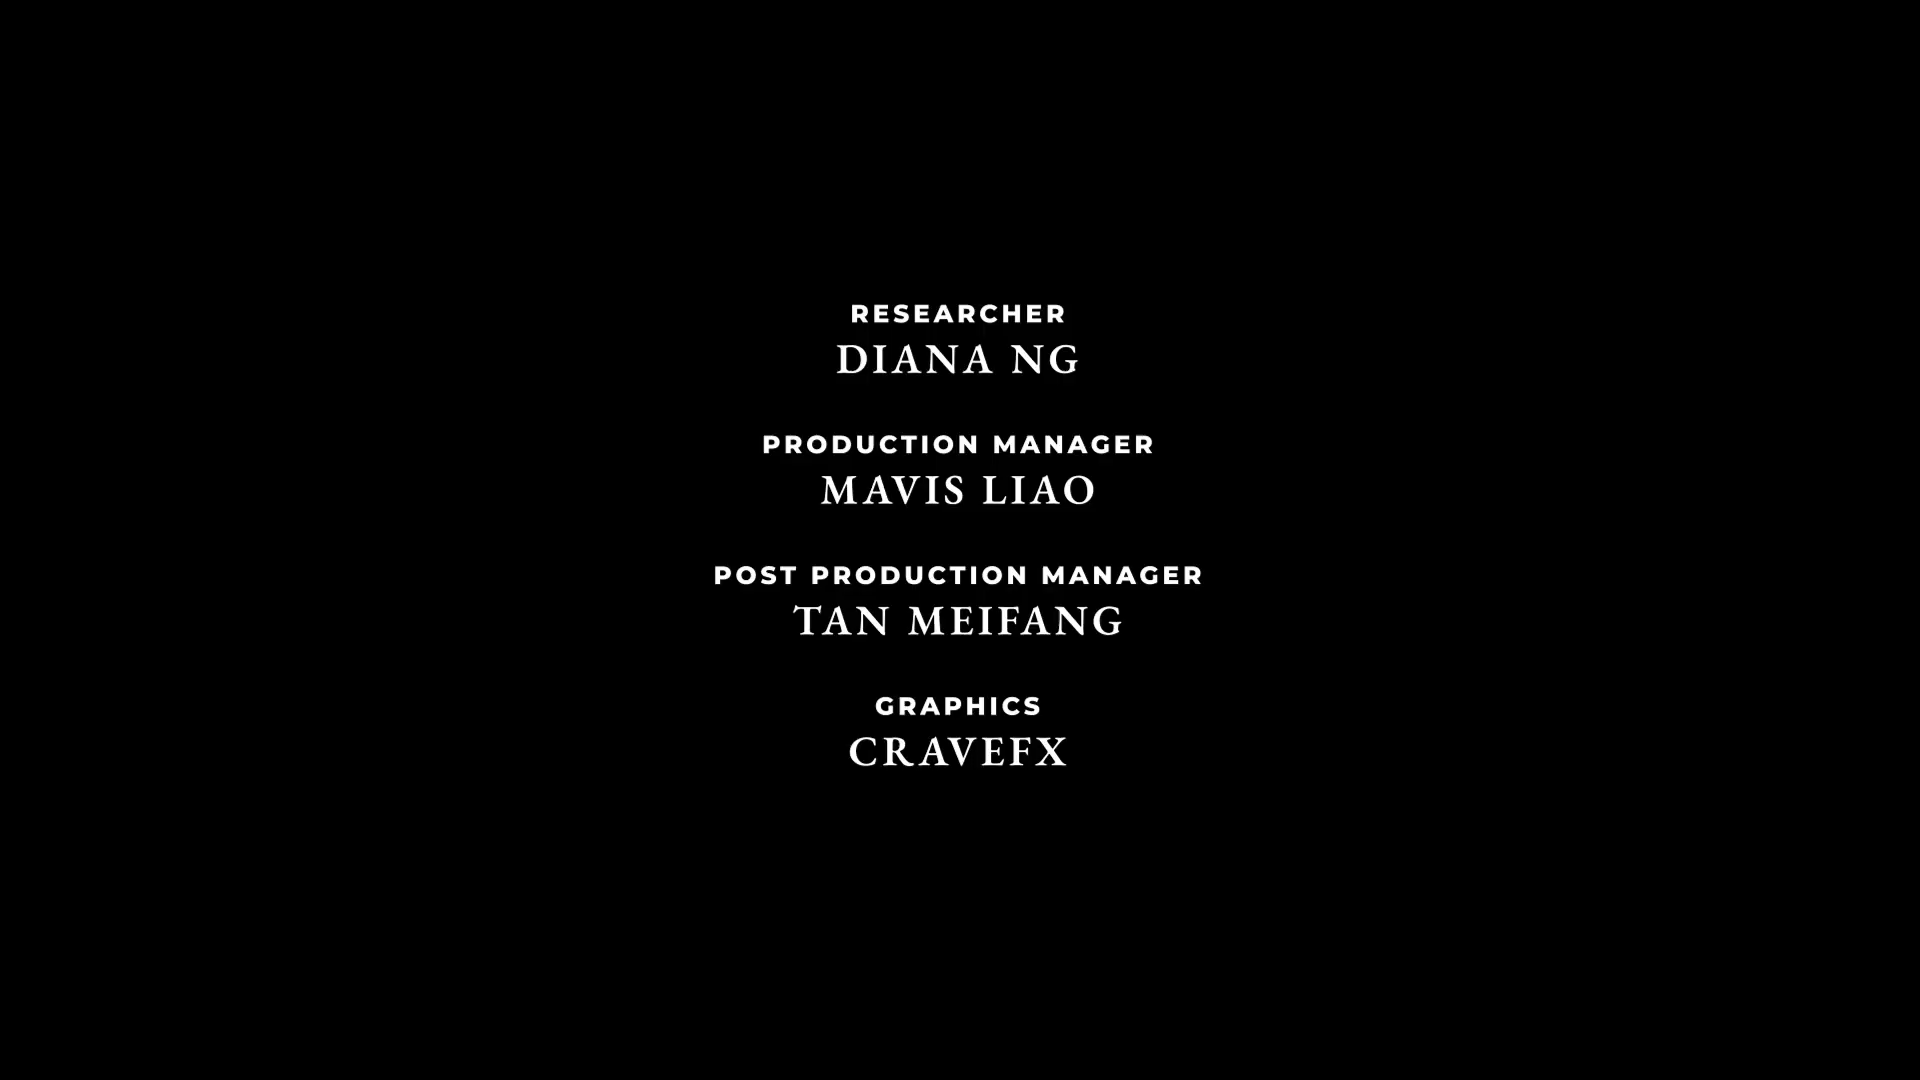 RESEARCHER
DIANA NG
PRODUCTION MANAGER
MAVIS LIAO
POST PRODUCTION MANAGER
TAN MEIFANG
GRAPHICS
CRAVEFX